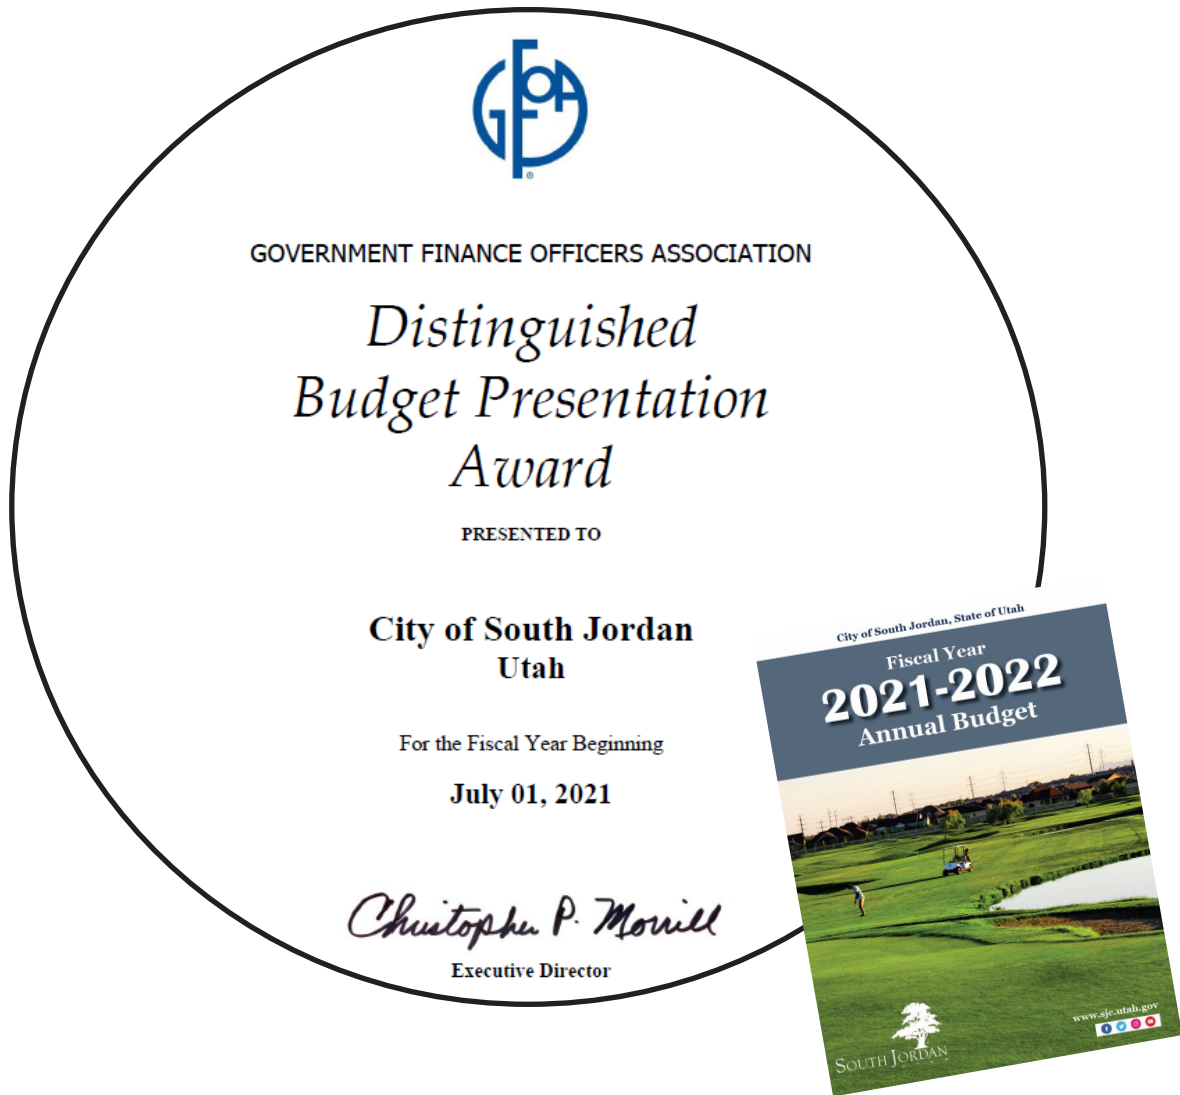 GFOA
®
GOVERNMENT FINANCE OFFICERS ASSOCIATION
Distinguished
Budget Presentation
Award
PRESENTED TO
City of South Jordan
Utah
For the Fiscal Year Beginning
July 01, 2021
Christopher P. Morrill
Executive Director
City of South Jordan, State of Utah
Fiscal Year
2021-2022
Annual Budget
www.sjc.utah.gov
SOUTH JORDAN
UTAH